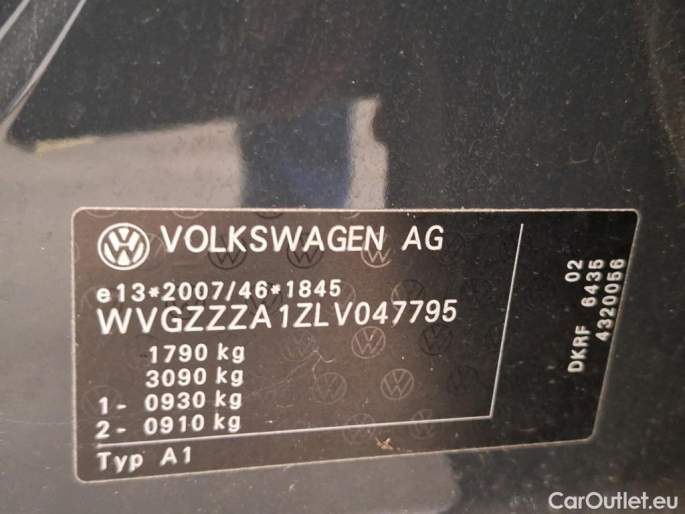 VOLKSWAGEN AG
e13*2007/46*1845
WVGZZZA1ZLV047795
1790 kg
3090 kg
1- 0930 kg
2- 0910 kg
Typ A1
02
DKRF 6435
4320056
CarOutlet.eu